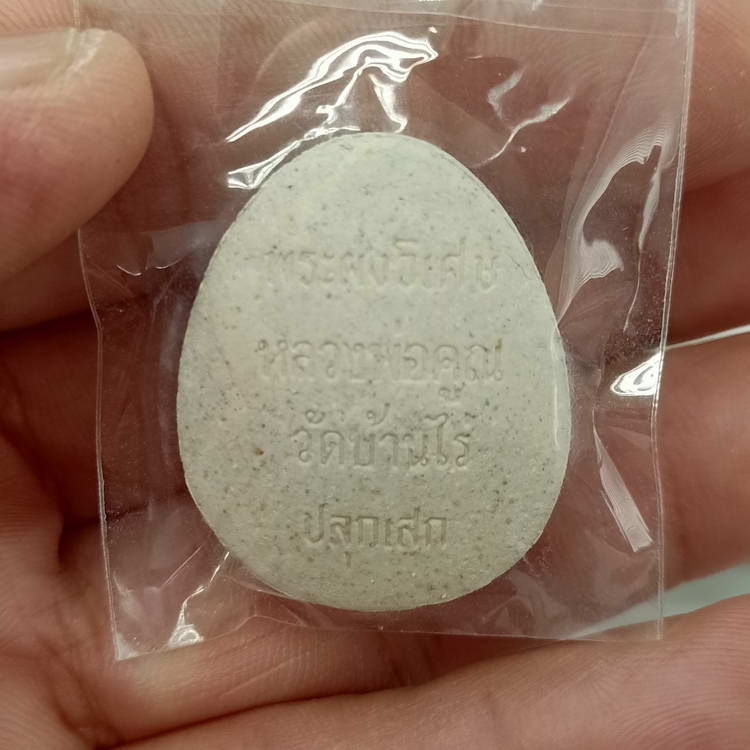 พระผงวิเศษ
หลวงพ่อคูณ
วัดบ้านไร่
ปลุกเสก